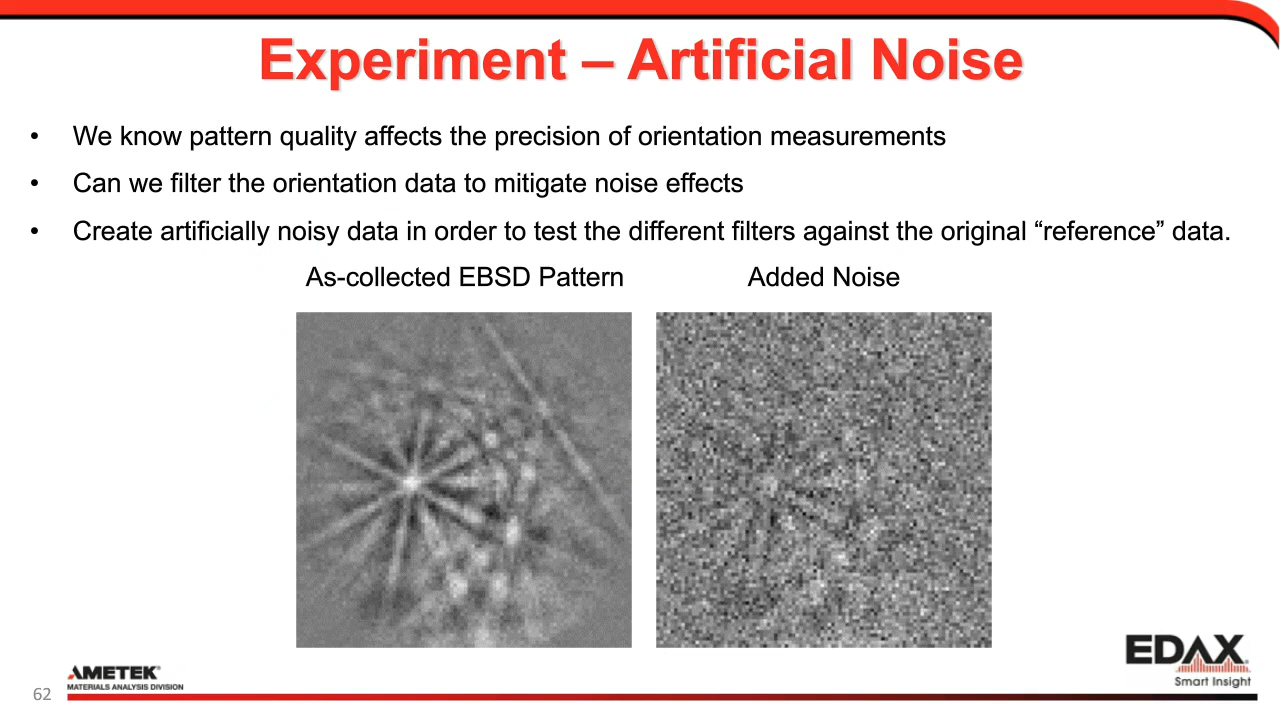 Experiment – Artificial Noise
• We know pattern quality affects the precision of orientation measurements
• Can we filter the orientation data to mitigate noise effects
• Create artificially noisy data in order to test the different filters against the original “reference” data.
As-collected EBSD Pattern
Added Noise
EDAX
Smart Insight
AMETEK®
MATERIALS ANALYSIS DIVISION
62